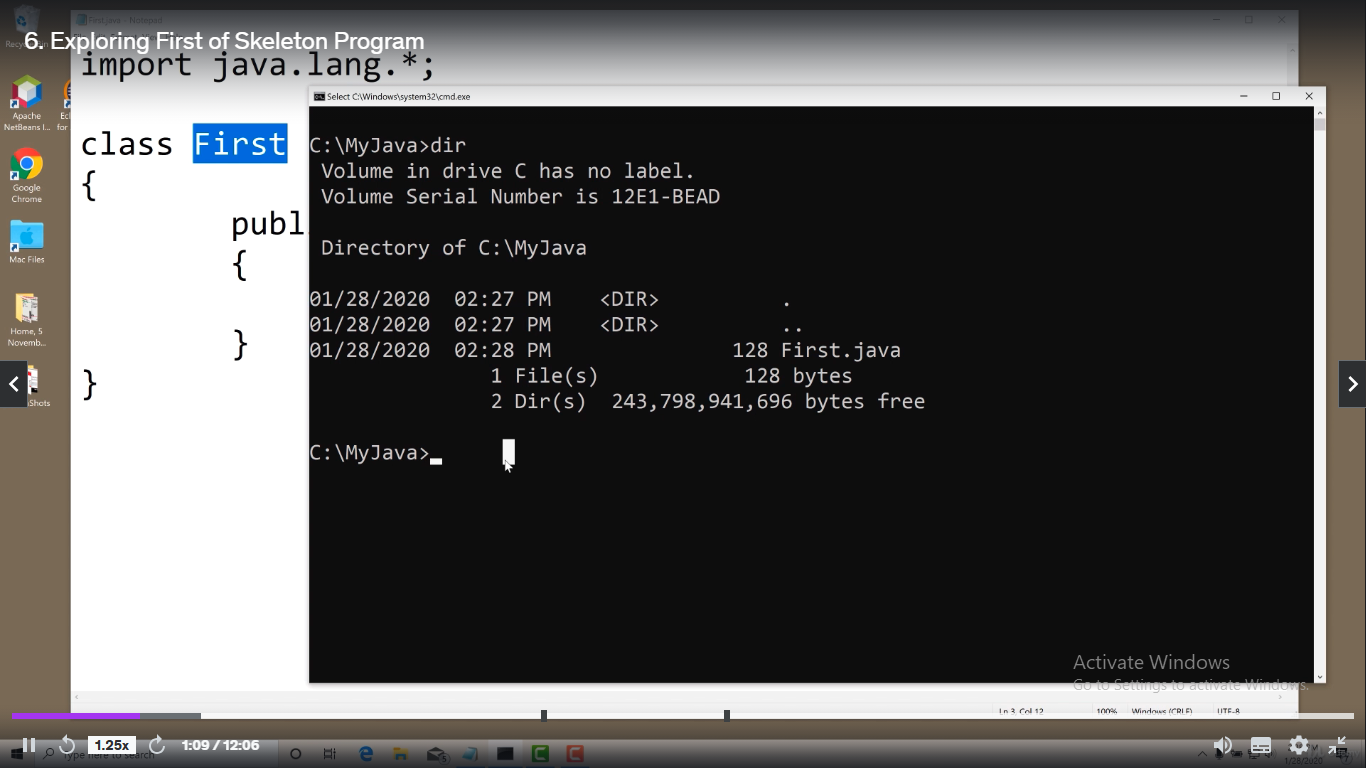 First.java - Notepad
6. Exploring First of Skeleton Program
import java.lang.*;
Apache
NetBeans I...
for
Select C:\Windows\system32\cmd.exe
class First
{
publ
{
}
}
Google
Chrome
Mac Files
Home, 5
Novemb...
Shots
C:\MyJava>dir
Volume in drive C has no label.
Volume Serial Number is 12E1-BEAD
Directory of C:\MyJava
01/28/2020 02:27 PM <DIR> .
01/28/2020 02:27 PM <DIR> ..
01/28/2020 02:28 PM 128 First.java
1 File(s) 128 bytes
2 Dir(s) 243,798,941,696 bytes free
C:\MyJava>_
Activate Windows
Go to Settings to activate Windows.
Ln 3, Col 12 100% Windows (CRLF) UTF-8
1.25x 1:09 / 12:06
Type here to search
1/28/2020